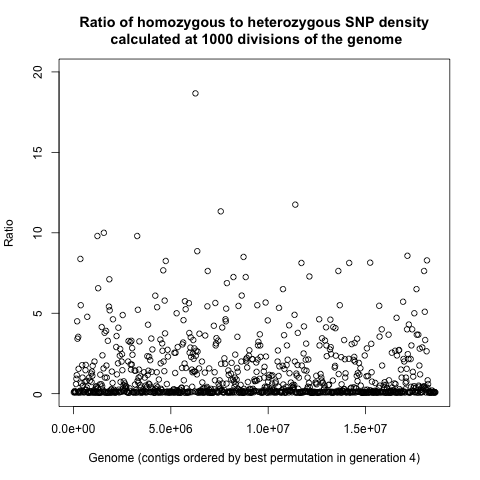 Ratio of homozygous to heterozygous SNP density
calculated at 1000 divisions of the genome
20
15
10
5
0
Ratio
0.0e+00 5.0e+06 1.0e+07 1.5e+07
Genome (contigs ordered by best permutation in generation 4)